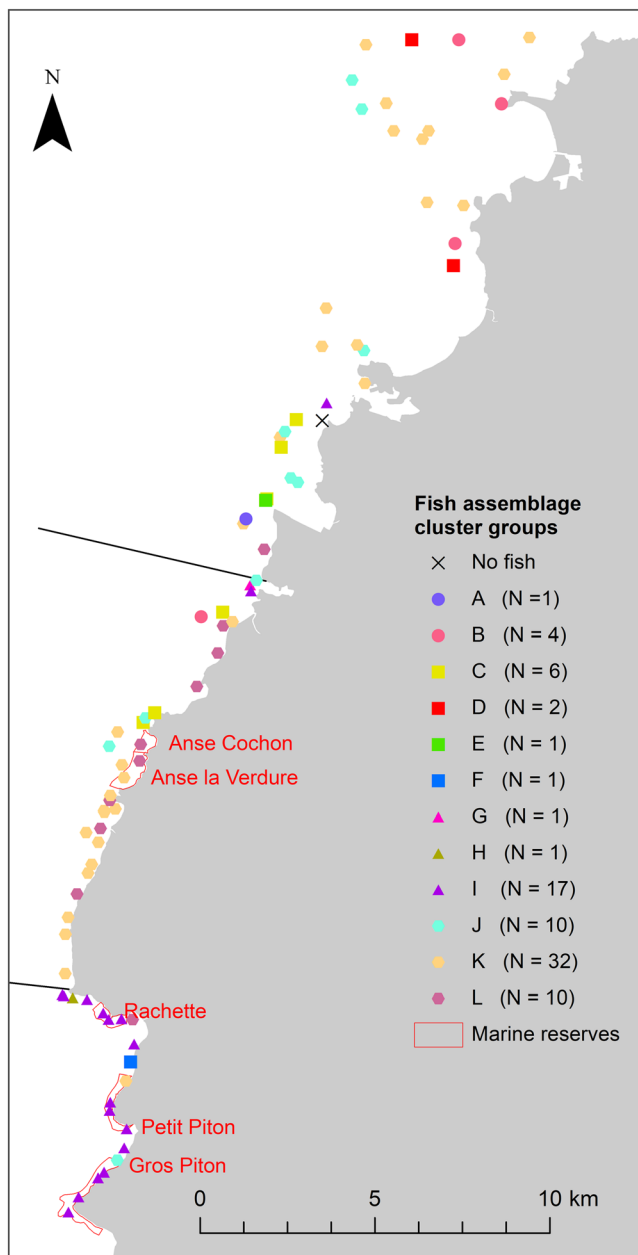 N
Fish assemblage
cluster groups
No fish
A (N =1)
B (N = 4)
C (N = 6)
D (N = 2)
E (N = 1)
F (N = 1)
G (N = 1)
H (N = 1)
I (N = 17)
J (N = 10)
K (N = 32)
L (N = 10)
Marine reserves
Anse Cochon
Anse la Verdure
Rachette
Petit Piton
Gros Piton
0 5 10 km